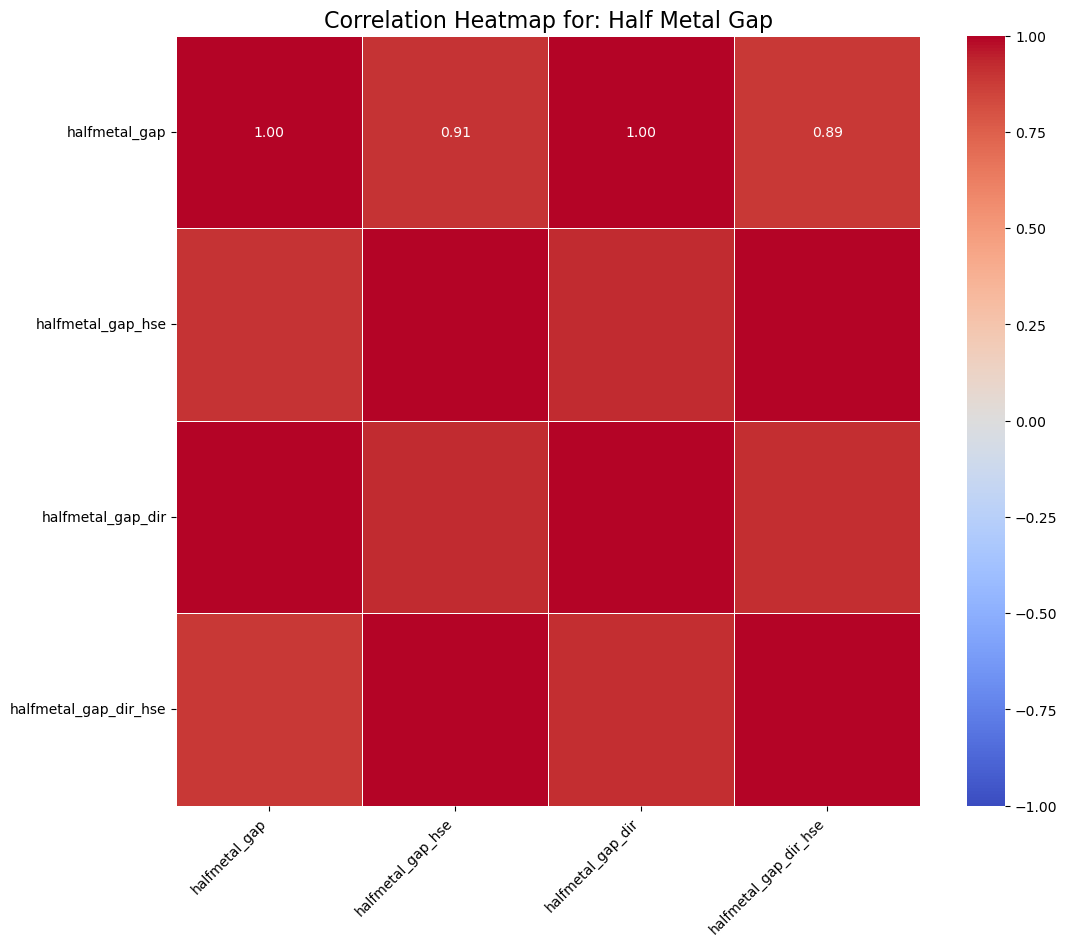 Correlation Heatmap for: Half Metal Gap
halfmetal_gap
1.00
0.91
1.00
0.89
halfmetal_gap_hse
halfmetal_gap_dir
halfmetal_gap_dir_hse
halfmetal_gap
halfmetal_gap_hse
halfmetal_gap_dir
halfmetal_gap_dir_hse
1.00
0.75
0.50
0.25
0.00
−0.25
−0.50
−0.75
−1.00